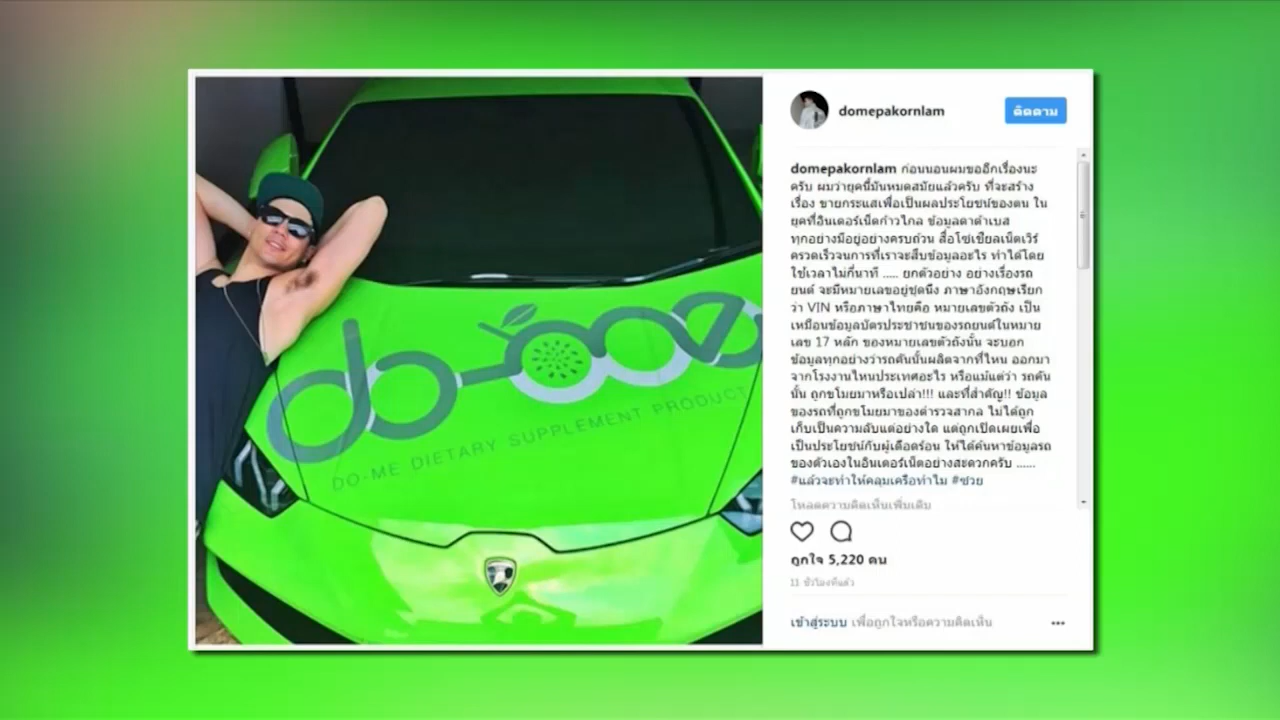 do-me
DO-ME DIETARY SUPPLEMENT PRODUCT
domepakornlam
ติดตาม
domepakornlam ก่อนนอนผมขออีกเรื่องนะ
ครับ ผมว่ายุคนี้มันหมดสมัยแล้วครับ ที่จะสร้าง
เรื่อง ขายกระแสเพื่อเป็นผลประโยชน์ของตน ใน
ยุคที่อินเตอร์เน็ตก้าวไกล ข้อมูลดาต้าเบส
ทุกอย่างมีอยู่อย่างครบถ้วน สื่อโซเชียลเน็ตเวิร์
ครวดเร็วจนการที่เราจะสืบข้อมูลอะไร ทำได้โดย
ใช้เวลาไม่กี่นาที ..... ยกตัวอย่าง อย่างเรื่องรถ
ยนต์ จะมีหมายเลขอยู่ชุดนึง ภาษาอังกฤษเรียก
ว่า VIN หรือภาษาไทยคือ หมายเลขตัวถัง เป็น
เหมือนข้อมูลบัตรประชาชนของรถยนต์ในหมาย
เลข 17 หลัก ของหมายเลขตัวถังนั้น จะบอก
ข้อมูลทุกอย่างว่ารถคันนั้นผลิตจากที่ไหน ออกมา
จากโรงงานไหนประเทศอะไร หรือแม้แต่ว่า รถคัน
นั้น ถูกขโมยมาหรือเปล่า!!! และที่สำคัญ!! ข้อมูล
ของรถที่ถูกขโมยมาของตำรวจสากล ไม่ได้ถูก
เก็บเป็นความลับแต่อย่างใด แต่ถูกเปิดเผยเพื่อ
เป็นประโยชน์กับผู้เดือดร้อน ให้ได้ค้นหาข้อมูลรถ
ของตัวเองในอินเตอร์เน็ตอย่างสะดวกครับ ......
#แล้วจะทำให้คลุมเครือทำไม #ซวย
โหลดความคิดเห็นเพิ่มเติม
ถูกใจ 5,220 คน
11 ชั่วโมงที่แล้ว
เข้าสู่ระบบ เพื่อถูกใจหรือความคิดเห็น